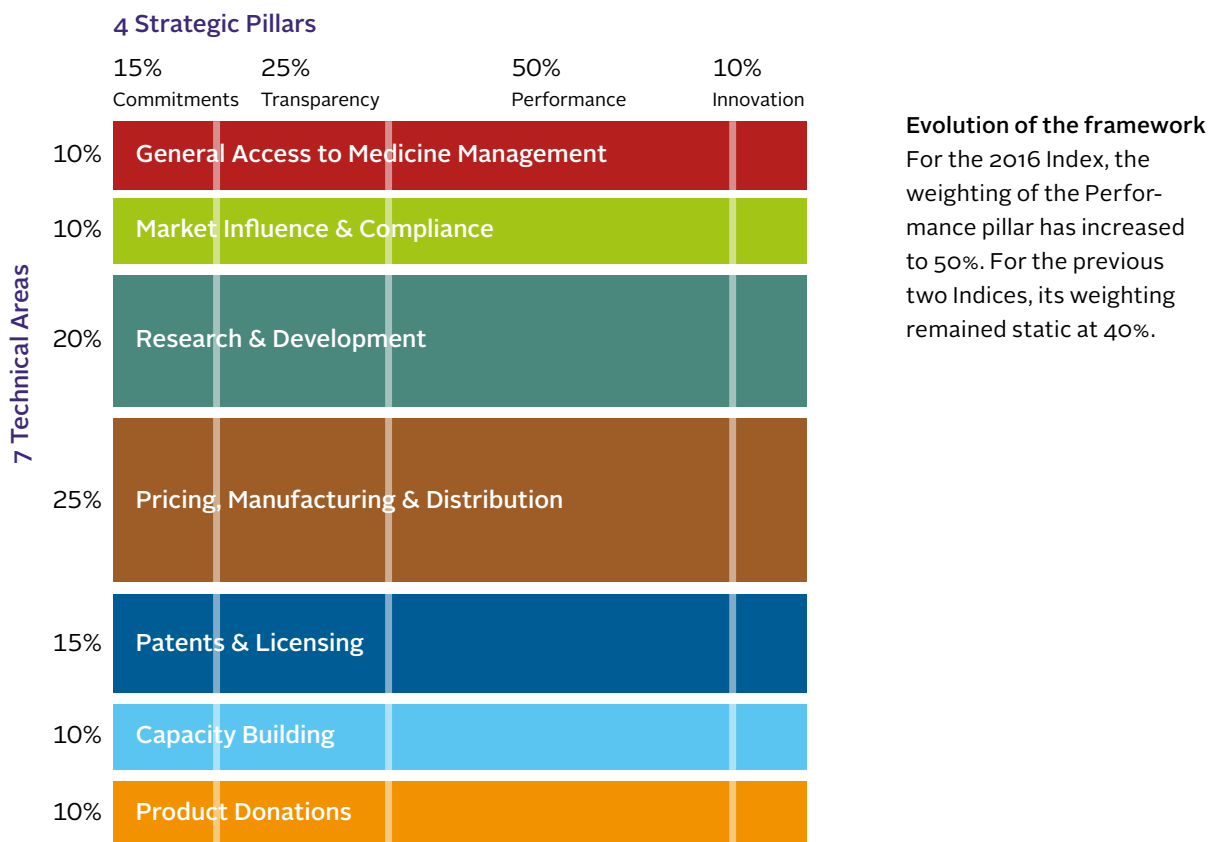 4 Strategic Pillars
15% 25% 50% 10%
Commitments Transparency Performance Innovation
7 Technical Areas
10% General Access to Medicine Management
10% Market Influence & Compliance
20% Research & Development
25% Pricing, Manufacturing & Distribution
15% Patents & Licensing
10% Capacity Building
10% Product Donations
Evolution of the framework
For the 2016 Index, the
weighting of the Perfor-
mance pillar has increased
to 50%. For the previous
two Indices, its weighting
remained static at 40%.